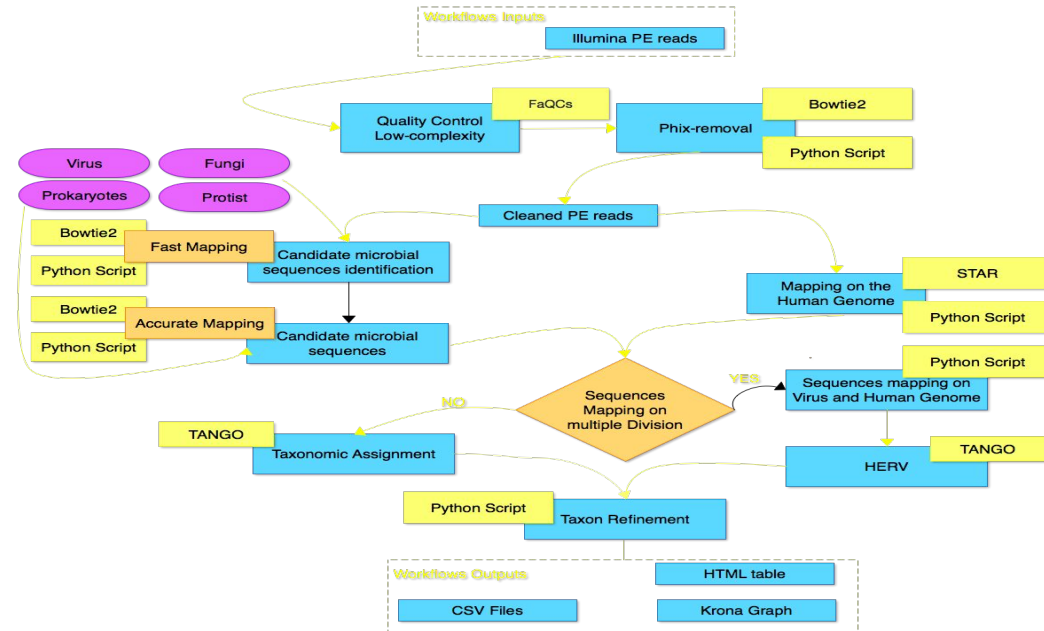 Workflows Inputs
Illumina PE reads
FaQCs
Quality Control
Low-complexity
Phix-removal
Bowtie2
Python Script
Virus
Fungi
Prokaryotes
Protist
Cleaned PE reads
Bowtie2
Fast Mapping
Python Script
Candidate microbial
sequences identification
Mapping on the
Human Genome
STAR
Python Script
Bowtie2
Accurate Mapping
Python Script
Candidate microbial
sequences
Python Script
Sequences mapping on
Virus and Human Genome
YES
NO
Sequences
Mapping on
multiple Division
TANGO
Taxonomic Assignment
TANGO
HERV
Python Script
Taxon Refinement
Workflows Outputs
HTML table
CSV Files
Krona Graph